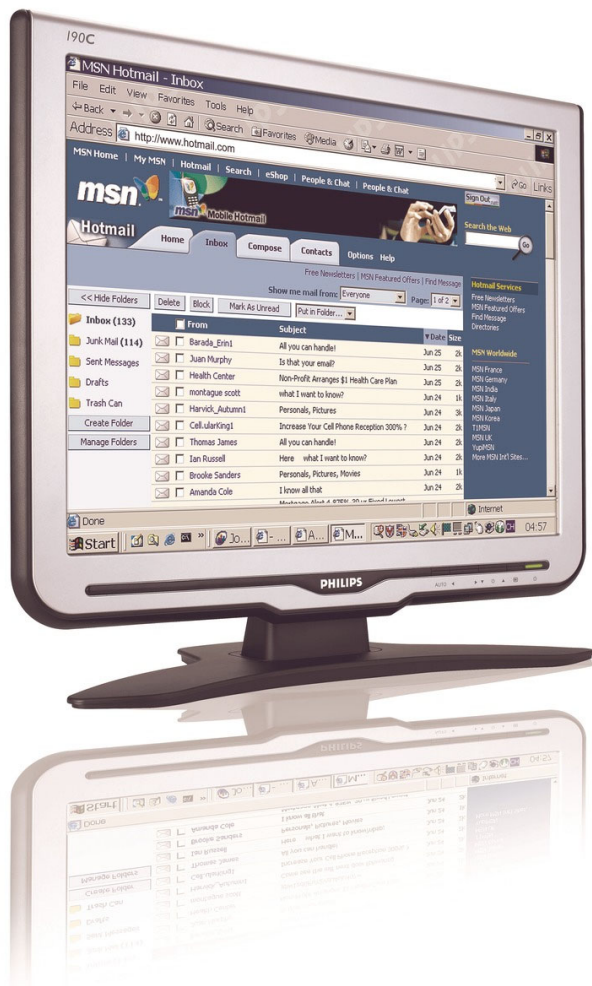 190C
MSN Hotmail - Inbox
File Edit View Favorites Tools Help
Back Search Favorites Media
Address http://www.hotmail.com Go Links
MSN Home | My MSN | Hotmail | Search | eShop | People & Chat | People & Chat
Sign Out.net
msn
msn Mobile Hotmail
Search the Web
Go
Hotmail
Home Inbox Compose Contacts Options Help
Free Newsletters | MSN Featured Offers | Find Message
Show me mail from: Everyone Page: 1 of 2
<< Hide Folders
Delete Block Mark As Unread Put in Folder...
From Subject Date Size
Inbox (133)
Junk Mail (114)
Sent Messages
Drafts
Trash Can
Create Folder
Manage Folders
Barada_Erin1 All you can handle! Jun 25 2k
Juan Murphy Is that your email? Jun 25 2k
Health Center Non-Profit Arranges $1 Health Care Plan Jun 25 2k
montague scott what I want to know? Jun 25 2k
Harvick_Autumn1 Personals, Pictures Jun 24 1k
Cell.ularKing1 Increase Your Cell Phone Reception 300% ? Jun 24 3k
Thomas James All you can handle! Jun 24 2k
Ian Russell Here what I want to know? Jun 24 2k
Brooke Sanders Personals, Pictures, Movies Jun 24 1k
Amanda Cole I know all that Jun 24 2k
Hotmail Services
Free Newsletters
MSN Featured Offers
Find Message
Directories
MSN Worldwide
MSN France
MSN Germany
MSN India
MSN Italy
MSN Japan
MSN Korea
T1MSN
MSN UK
YupiMSN
More MSN Int'l Sites...
Done Internet
Start Jo... - ... A... M... 04:57
PHILIPS
AUTO